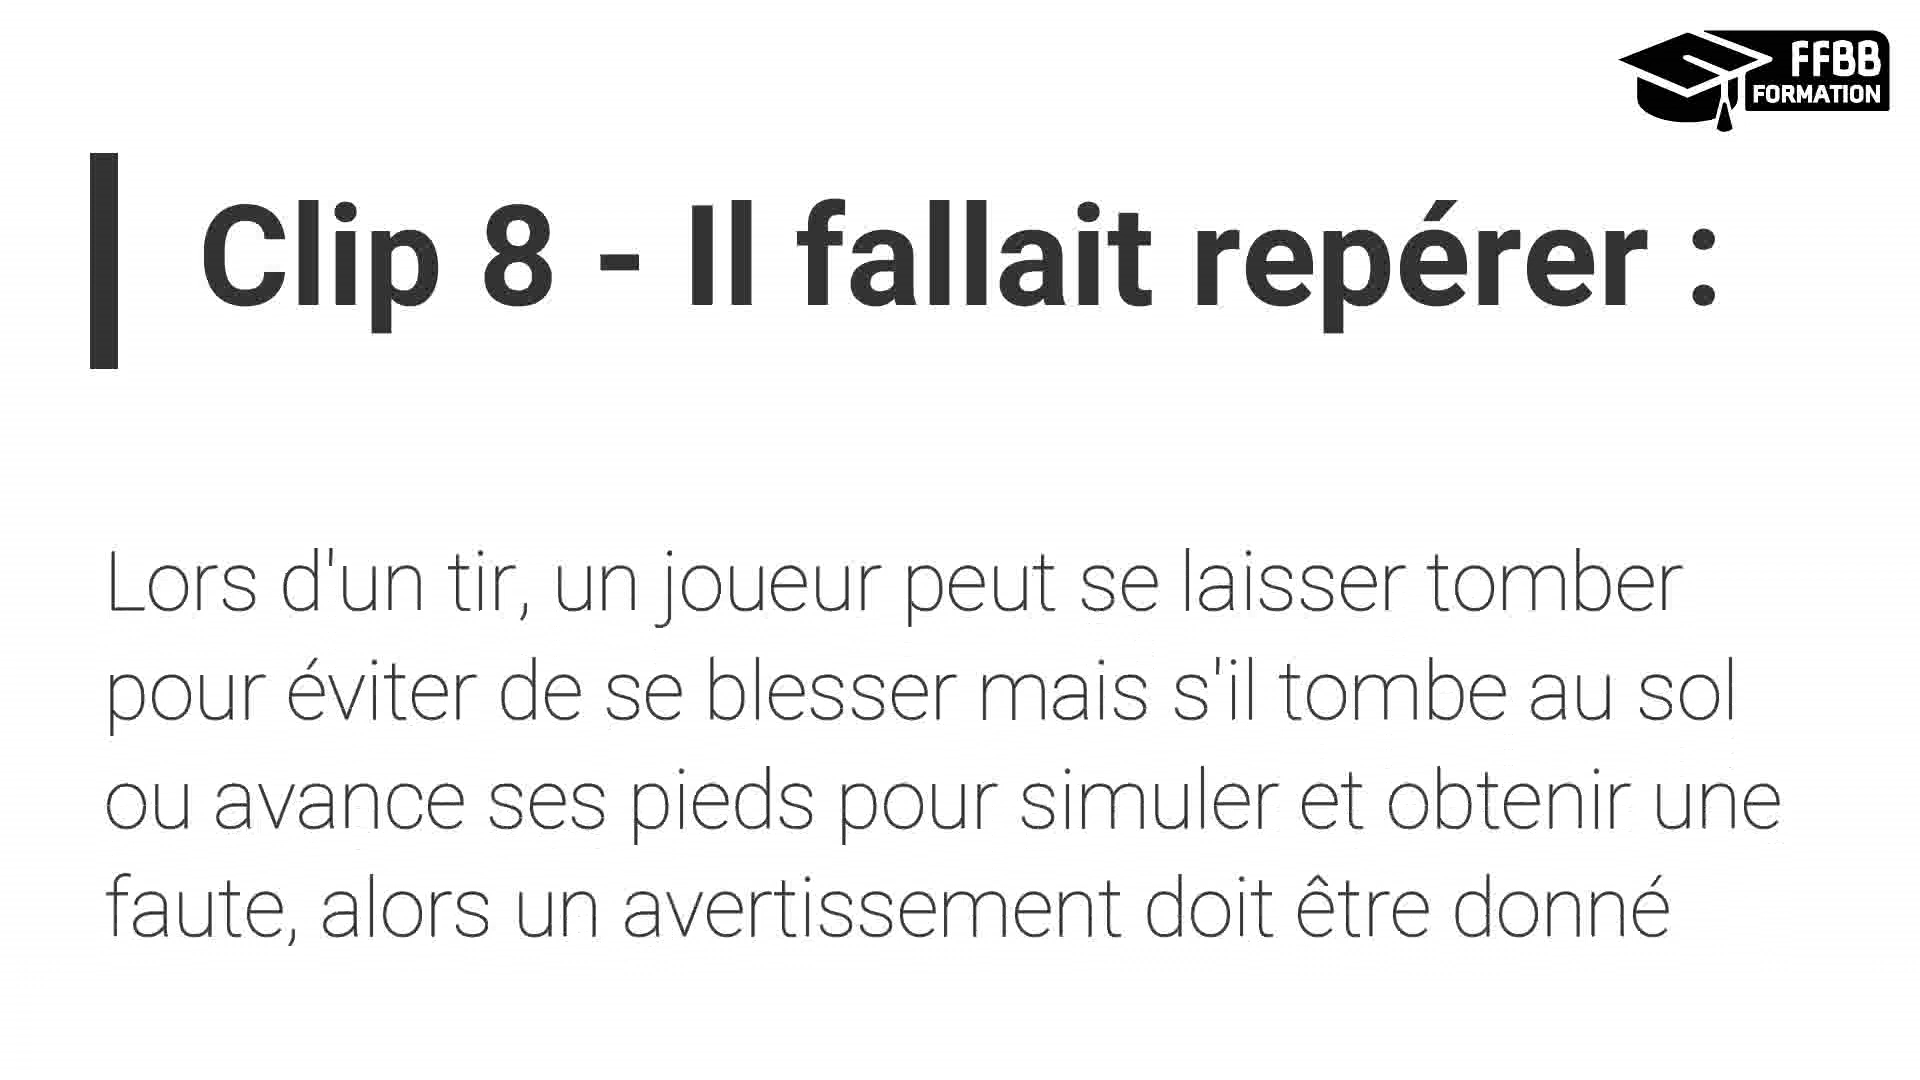 FFBB
FORMATION
Clip 8 - Il fallait repérer :
Lors d'un tir, un joueur peut se laisser tomber
pour éviter de se blesser mais s'il tombe au sol
ou avance ses pieds pour simuler et obtenir une
faute, alors un avertissement doit être donné